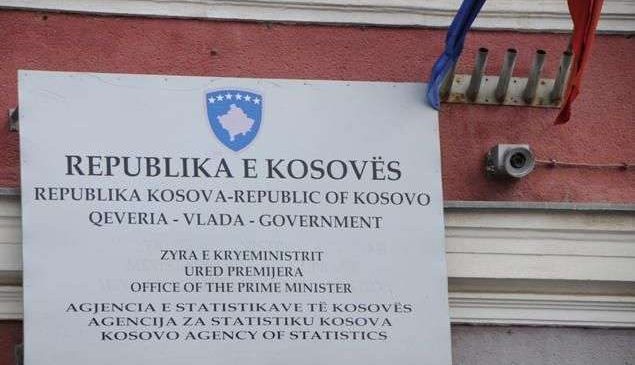 REPUBLIKA E KOSOVËS
REPUBLIKA KOSOVA-REPUBLIC OF KOSOVO
QEVERIA - VLADA - GOVERNMENT
ZYRA E KRYEMINISTRIT
URED PREMIJERA
OFFICE OF THE PRIME MINISTER
AGJENCIA E STATISTIKAVE TË KOSOVËS
AGENCIJA ZA STATISTIKU KOSOVA
KOSOVO AGENCY OF STATISTICS